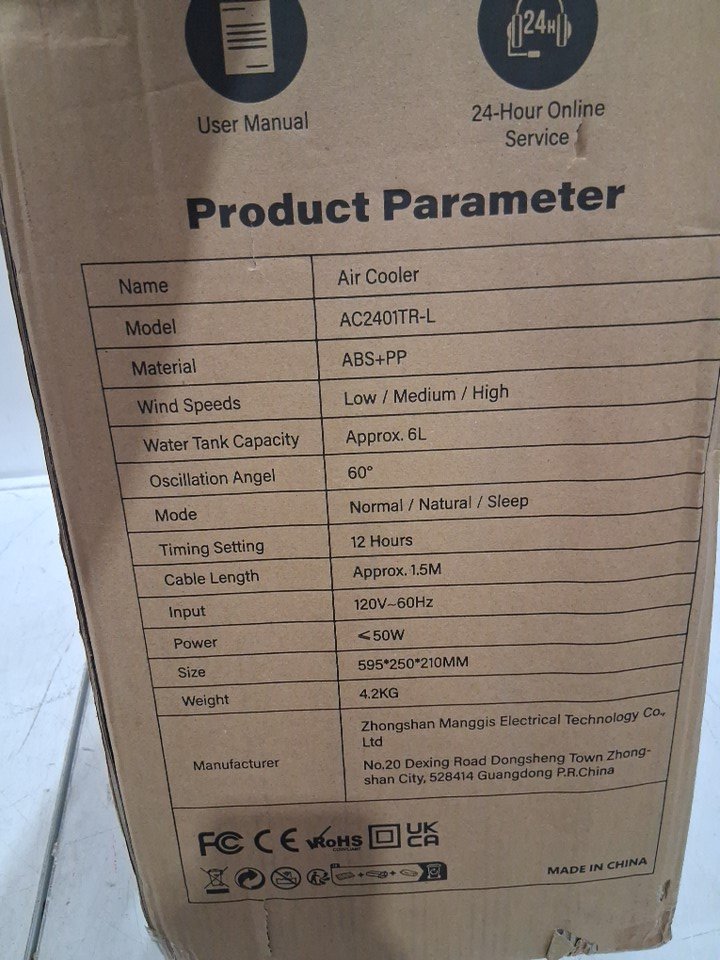 24H
User Manual
24-Hour Online
Service
Product Parameter
Name Air Cooler
Model AC2401TR-L
Material ABS+PP
Wind Speeds Low / Medium / High
Water Tank Capacity Approx. 6L
Oscillation Angel 60°
Mode Normal / Natural / Sleep
Timing Setting 12 Hours
Cable Length Approx. 1.5M
Input 120V~60Hz
Power ⩽50W
Size 595*250*210MM
Weight 4.2KG
Manufacturer Zhongshan Manggis Electrical Technology Co.,
Ltd
No.20 Dexing Road Dongsheng Town Zhong-
shan City, 528414 Guangdong P.R.China
FC CE RoHS UK
COMPLIANT CA
MADE IN CHINA